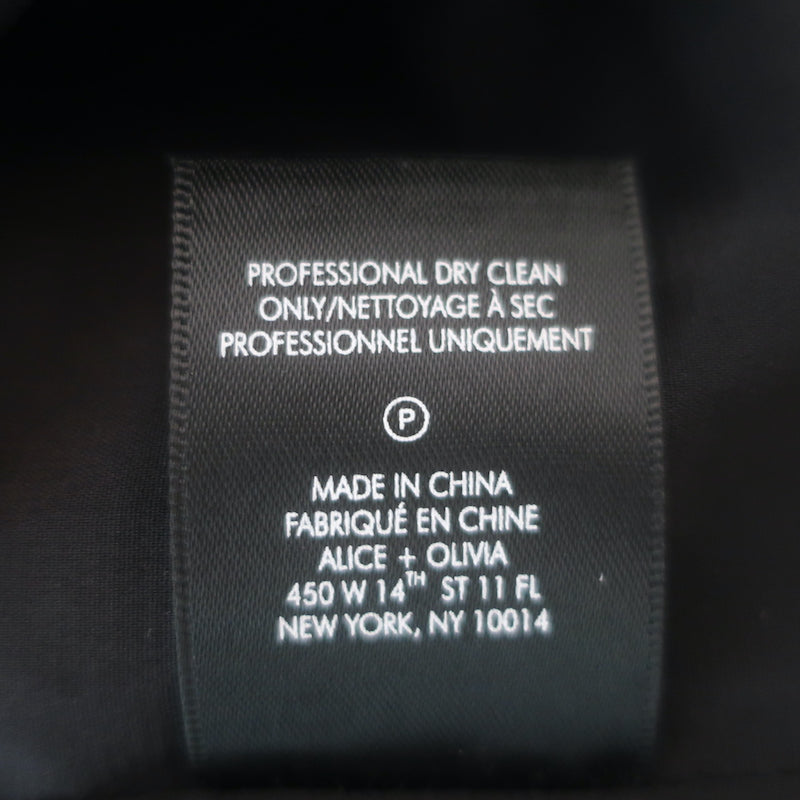 PROFESSIONAL DRY CLEAN
ONLY/NETTOYAGE À SEC
PROFESSIONNEL UNIQUEMENT
P
MADE IN CHINA
FABRIQUÉ EN CHINE
ALICE + OLIVIA
450 W 14TH ST 11 FL
NEW YORK, NY 10014